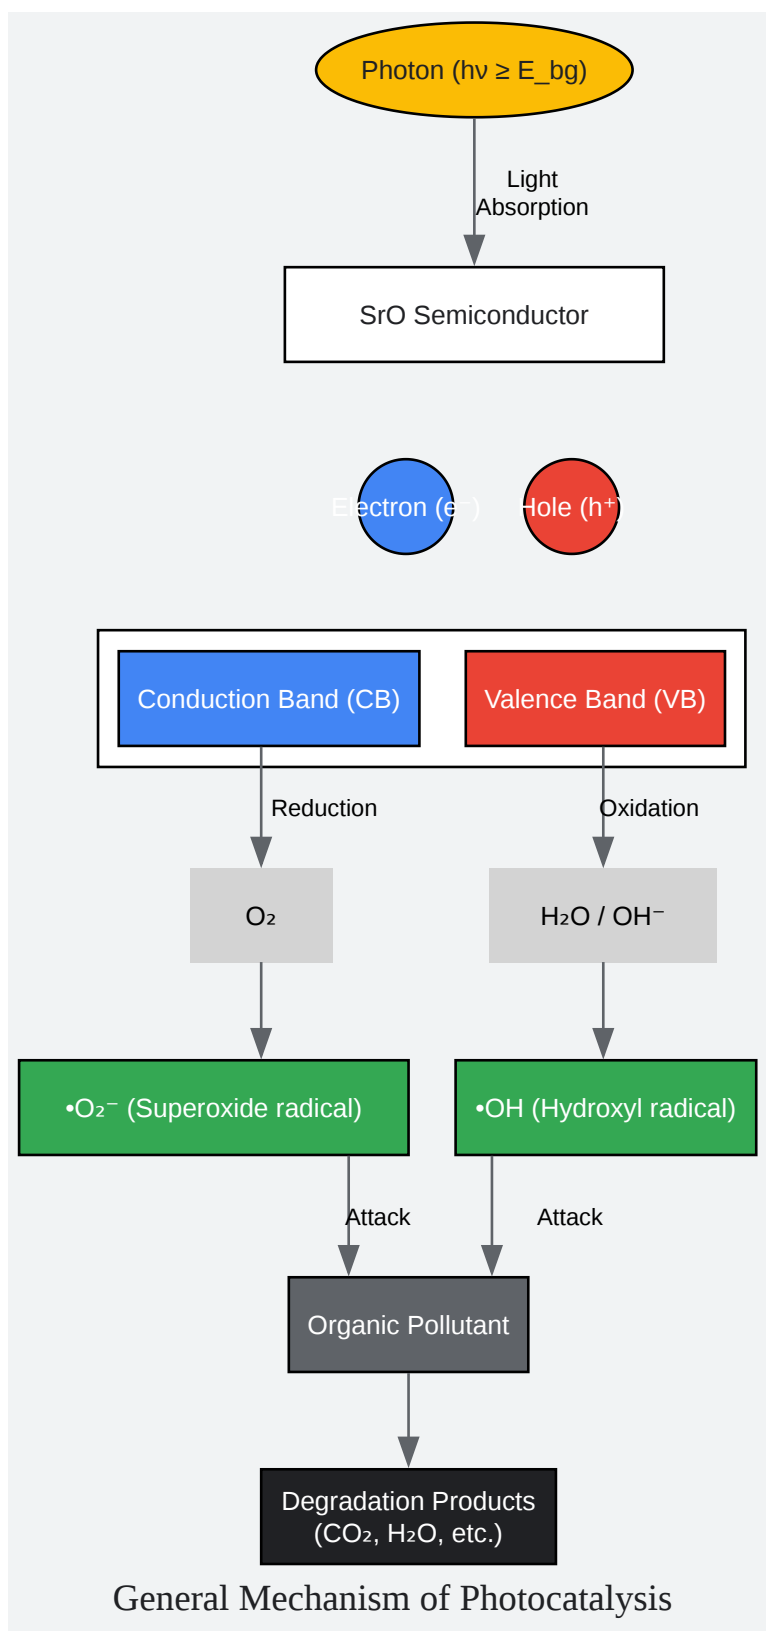 Photon (hν ≥ E_bg)
Light
Absorption
SrO Semiconductor
Electron (e⁻)
Hole (h⁺)
Conduction Band (CB)
Valence Band (VB)
Reduction
Oxidation
O₂
H₂O / OH⁻
•O₂⁻ (Superoxide radical)
•OH (Hydroxyl radical)
Attack
Attack
Organic Pollutant
Degradation Products
(CO₂, H₂O, etc.)
General Mechanism of Photocatalysis